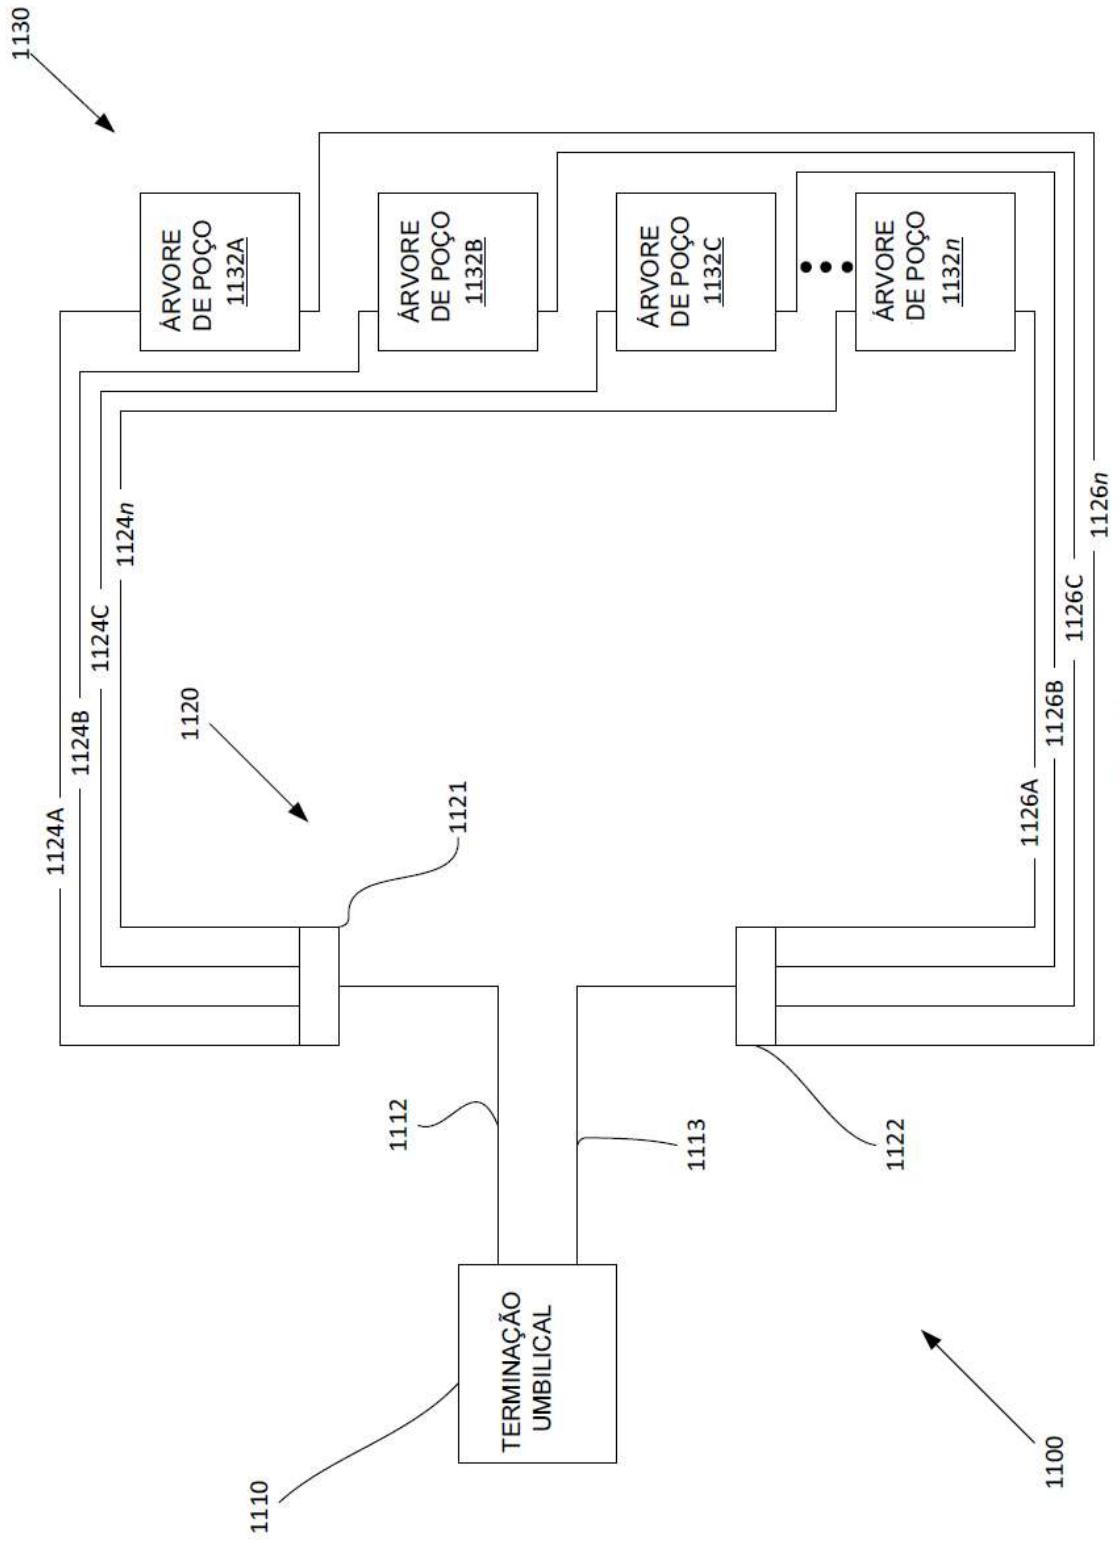 1130
ÁRVORE
DE POÇO
1132A
ÁRVORE
DE POÇO
1132B
ÁRVORE
DE POÇO
1132C
ÁRVORE
DE POÇO
1132n
1124A
1124B
1124C
1124n
1120
1121
1126A
1126B
1126C
1126n
1112
1113
1122
TERMINAÇÃO
UMBILICAL
1110
1100